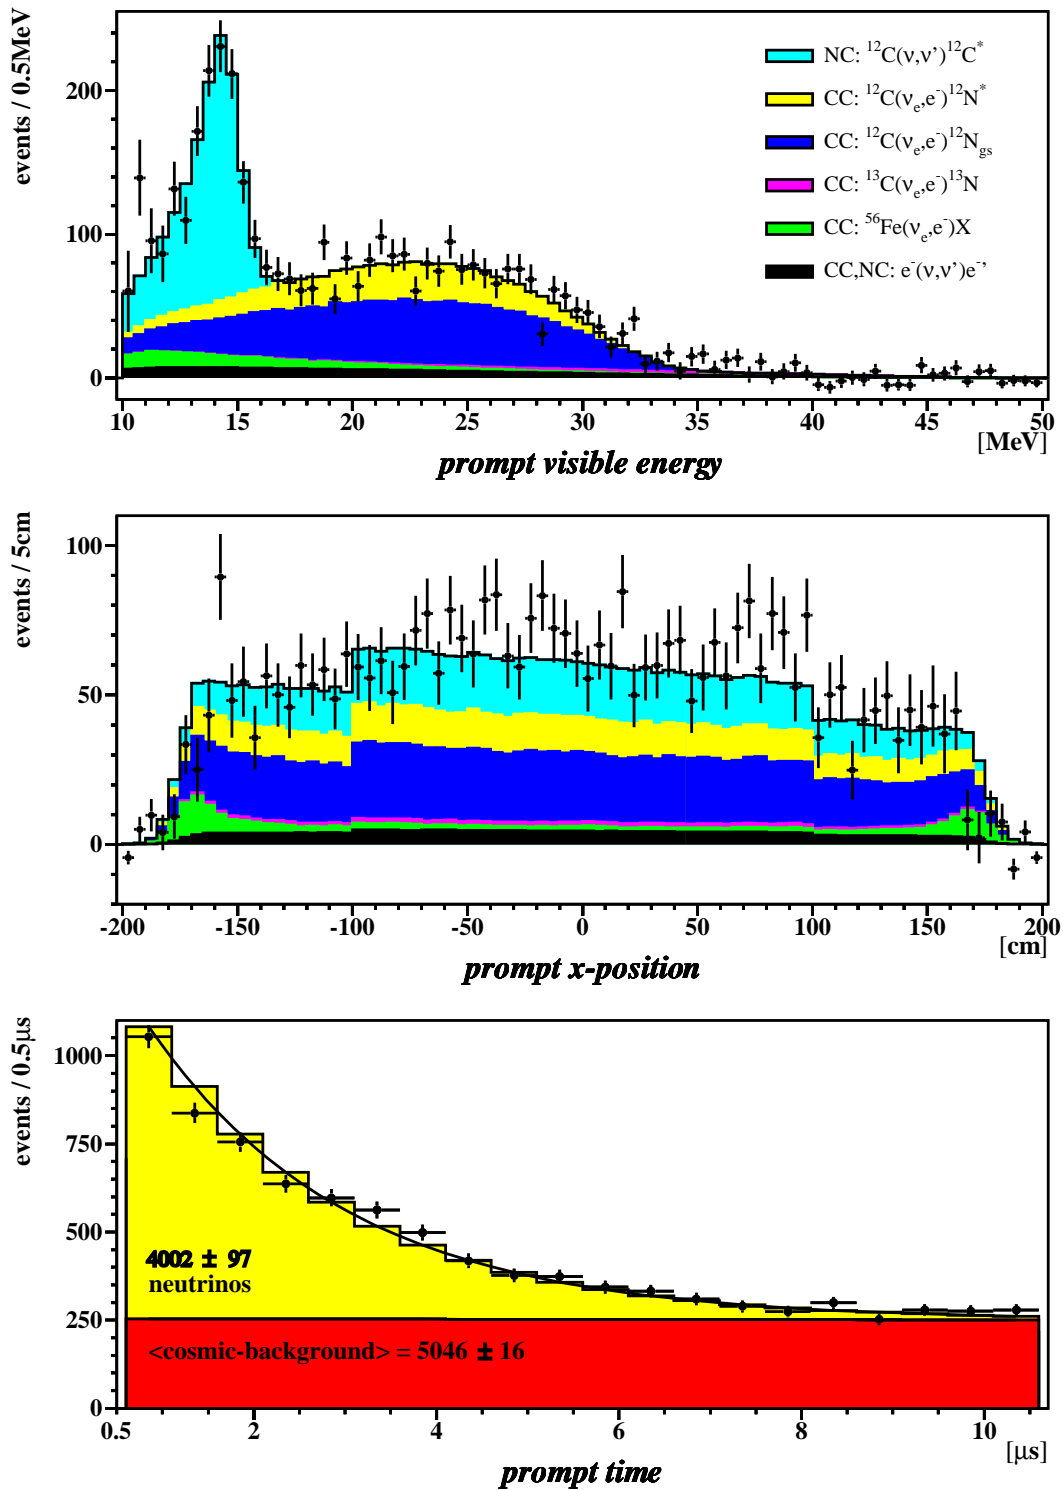 events / 0.5MeV
200
100
0
NC: ¹²C(ν,ν’)¹²C*
CC: ¹²C(νₑ,e⁻)¹²N*
CC: ¹²C(νₑ,e⁻)¹²N_gs
CC: ¹³C(νₑ,e⁻)¹³N
CC: ⁵⁶Fe(νₑ,e⁻)X
CC,NC: e⁻(ν,ν’)e⁻’
10 15 20 25 30 35 40 45 50
[MeV]
prompt visible energy
events / 5cm
100
50
0
-200 -150 -100 -50 0 50 100 150 200
[cm]
prompt x-position
events / 0.5μs
1000
750
500
250
0
4002 ± 97
neutrinos
<cosmic-background> = 5046 ± 16
0.5 2 4 6 8 10
[μs]
prompt time